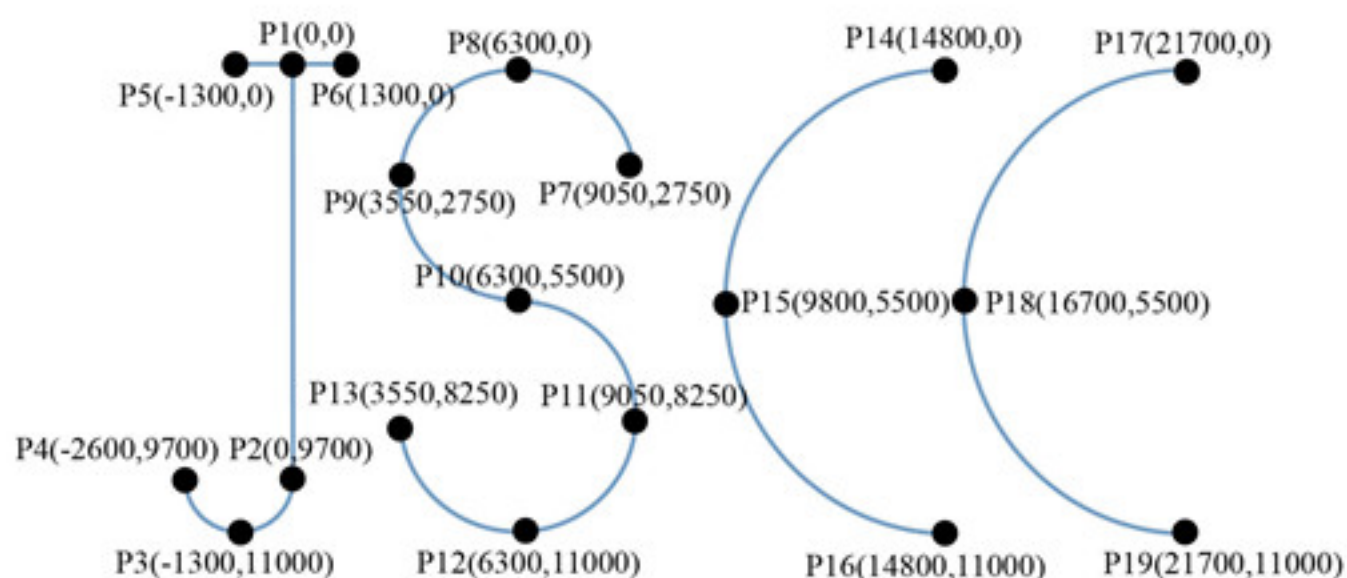 P1(0,0)
P8(6300,0)
P14(14800,0)
P17(21700,0)
P5(-1300,0)
P6(1300,0)
P9(3550,2750)
P7(9050,2750)
P10(6300,5500)
P15(9800,5500)
P18(16700,5500)
P13(3550,8250)
P11(9050,8250)
P4(-2600,9700)
P2(0,9700)
P3(-1300,11000)
P12(6300,11000)
P16(14800,11000)
P19(21700,11000)